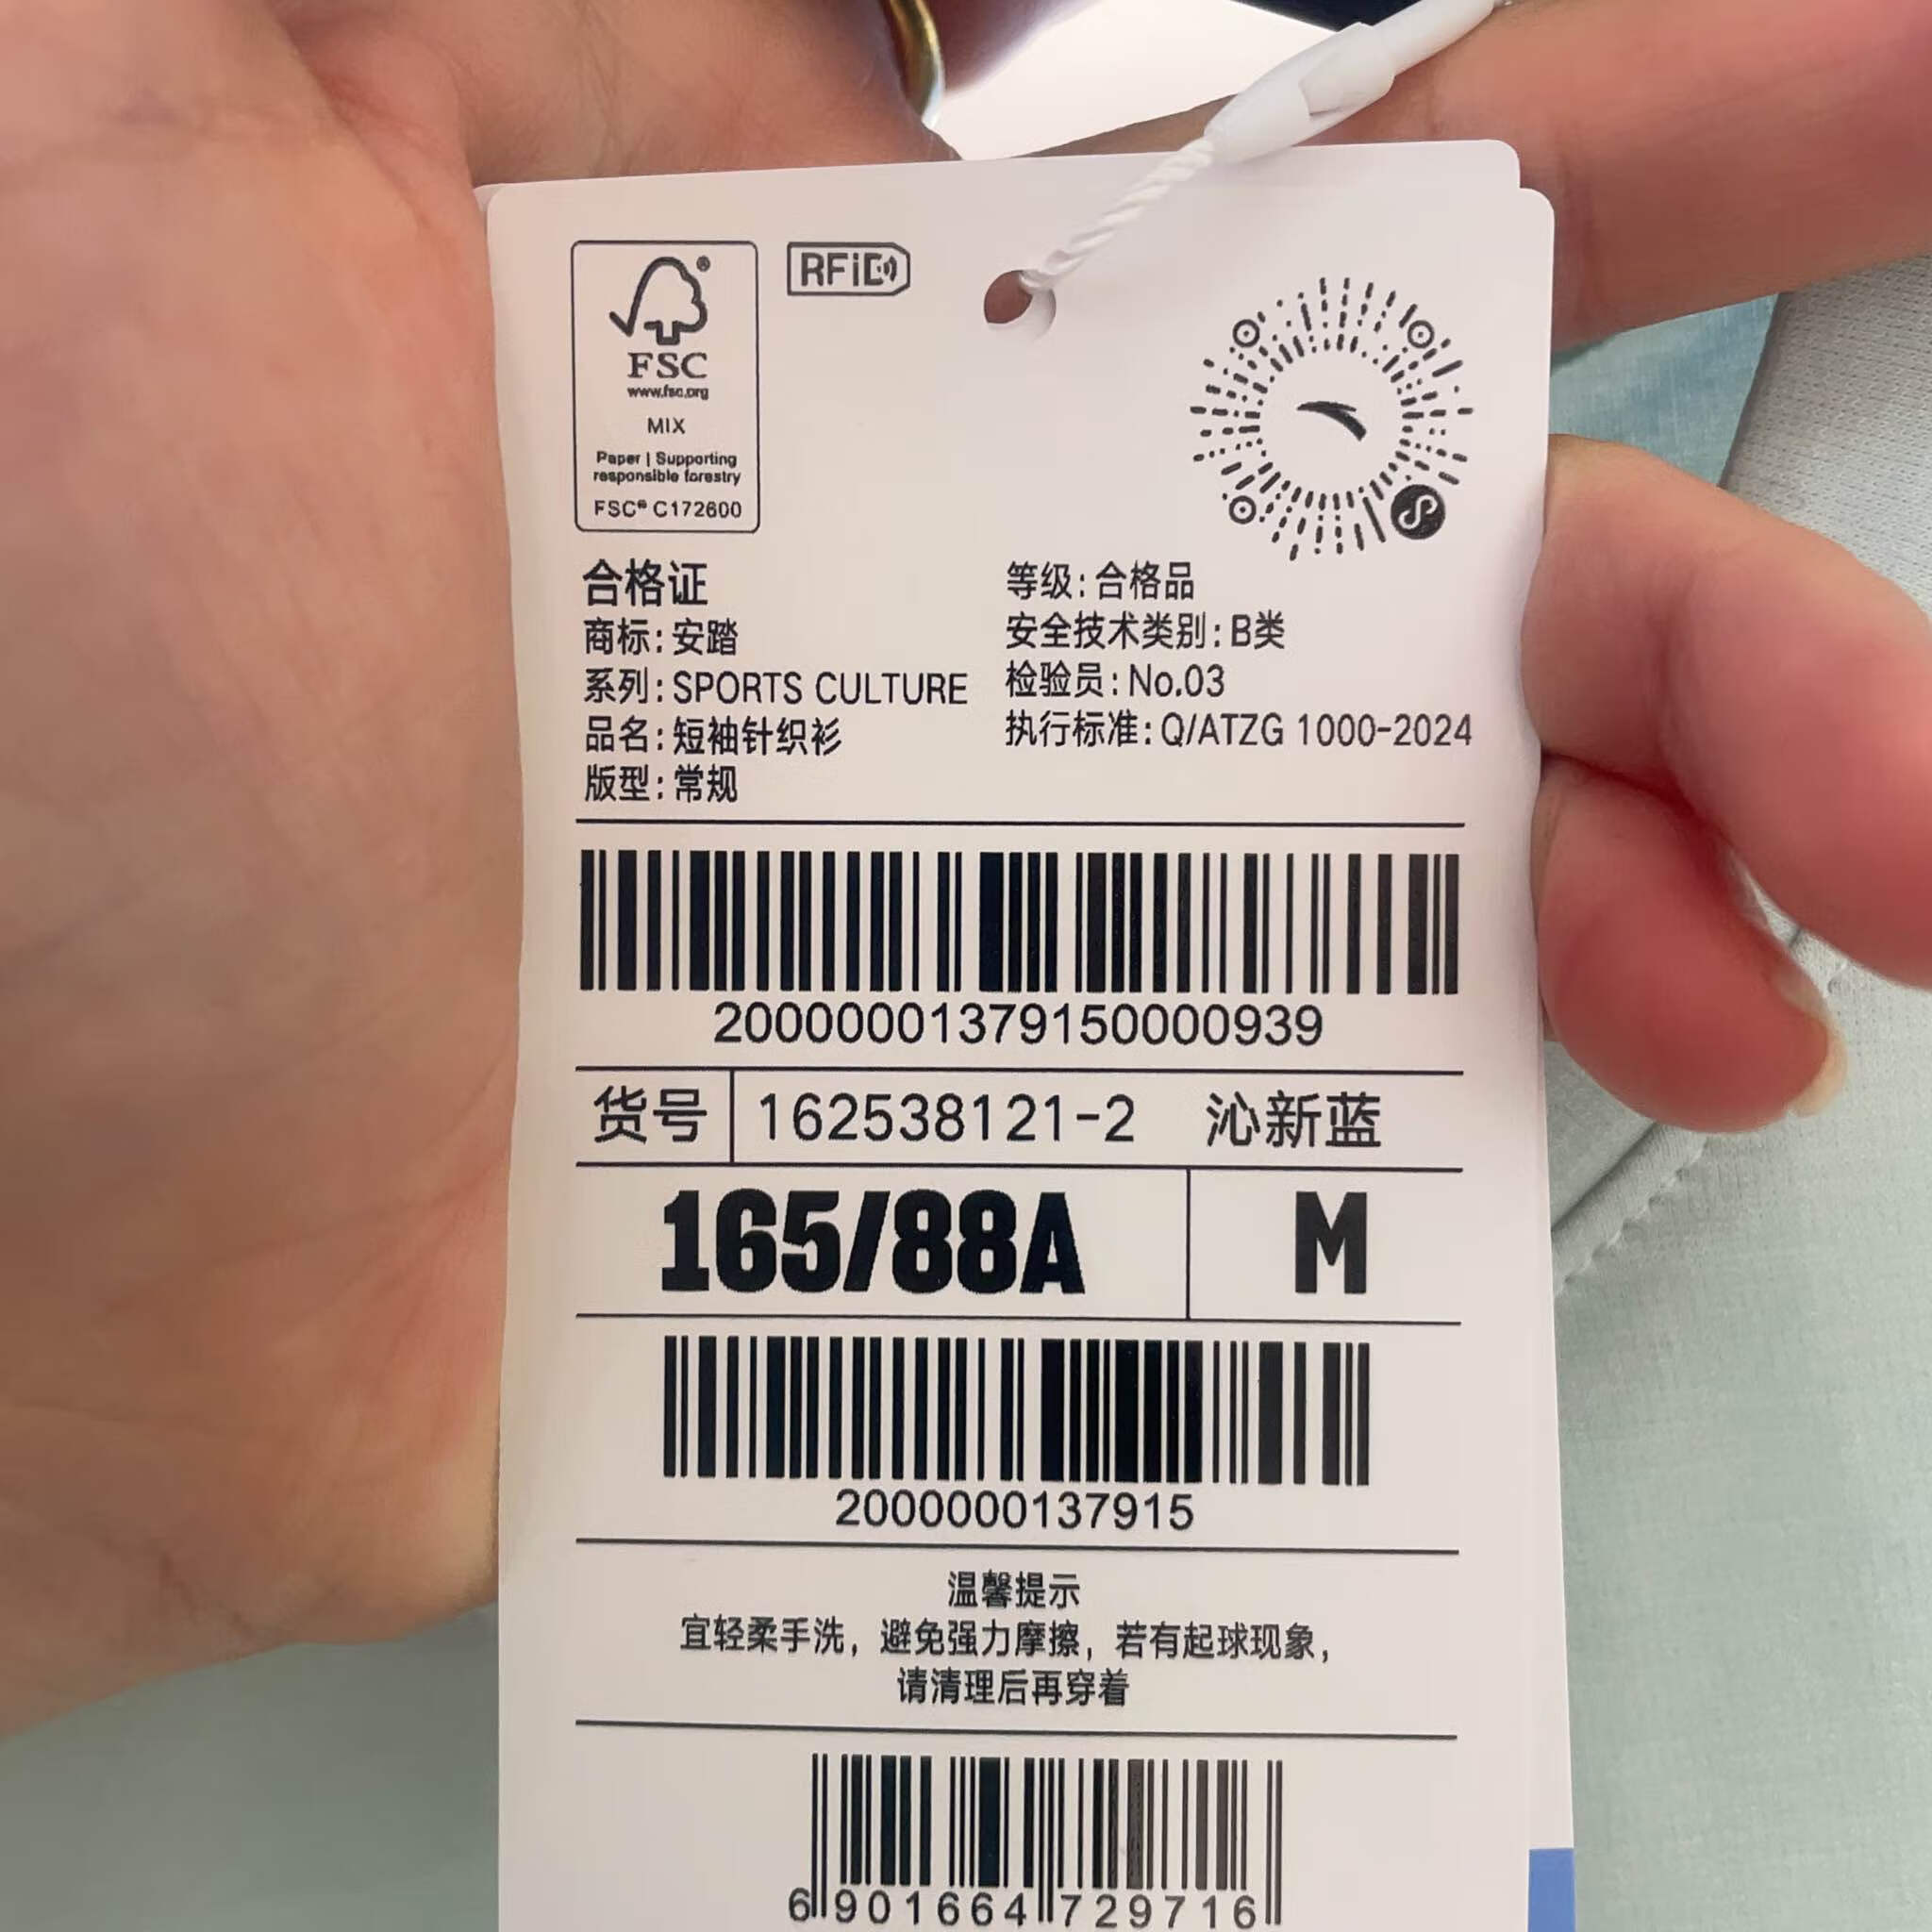 FSC
www.fsc.org
MIX
Paper | Supporting
responsible forestry
FSC® C172600
RFiD
合格证
商标：安踏
系列：SPORTS CULTURE
品名：短袖针织衫
版型：常规
等级：合格品
安全技术类别：B类
检验员：No.03
执行标准：Q/ATZG 1000-2024
20000001379150000939
货号 162538121-2 沁新蓝
165/88A M
2000000137915
温馨提示
宜轻柔手洗，避免强力摩擦，若有起球现象，
请清理后再穿着
6901664729716